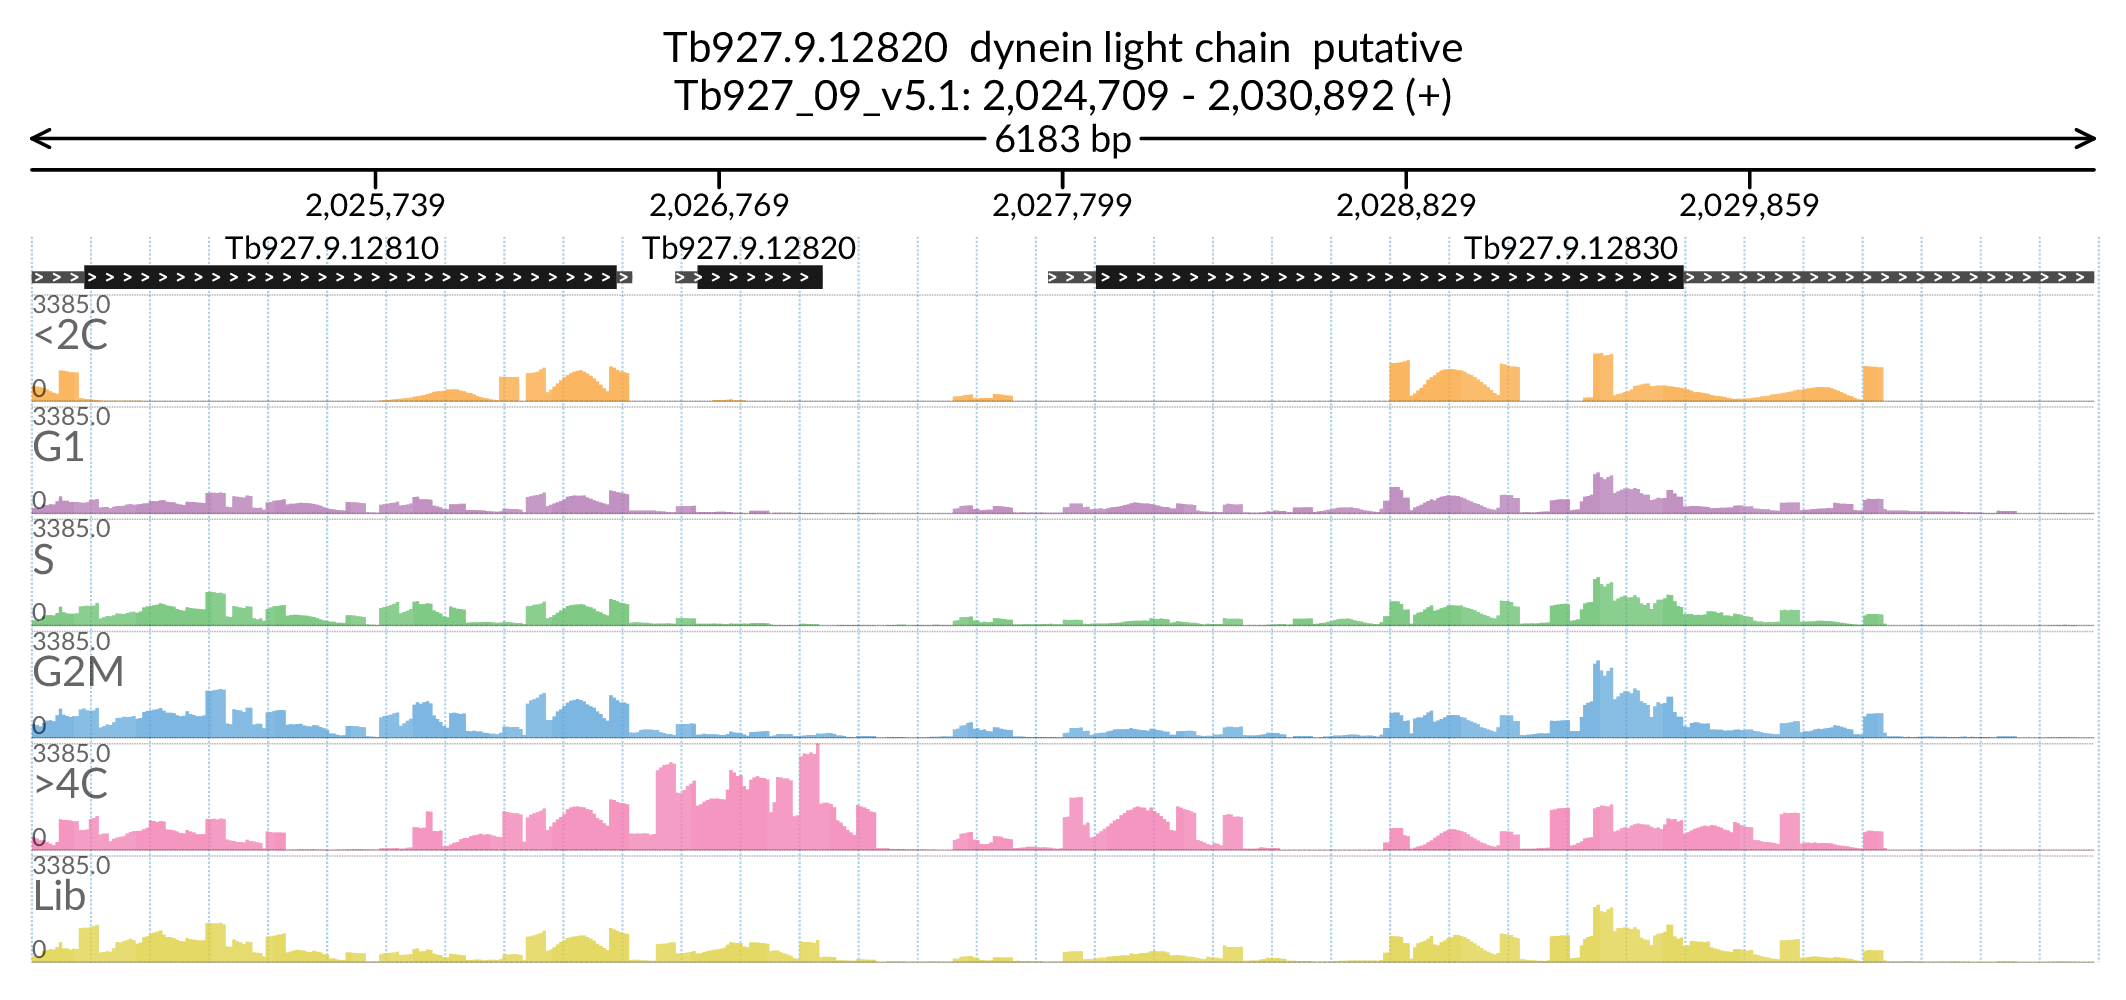 Tb927.9.12820  dynein light chain  putative
Tb927_09_v5.1: 2,024,709 - 2,030,892 (+)
6183 bp
2,025,739 2,026,769 2,027,799 2,028,829 2,029,859
Tb927.9.12810 Tb927.9.12820 Tb927.9.12830
3385.0
<2C
0
3385.0
G1
0
3385.0
S
0
3385.0
G2M
0
3385.0
>4C
0
3385.0
Lib
0